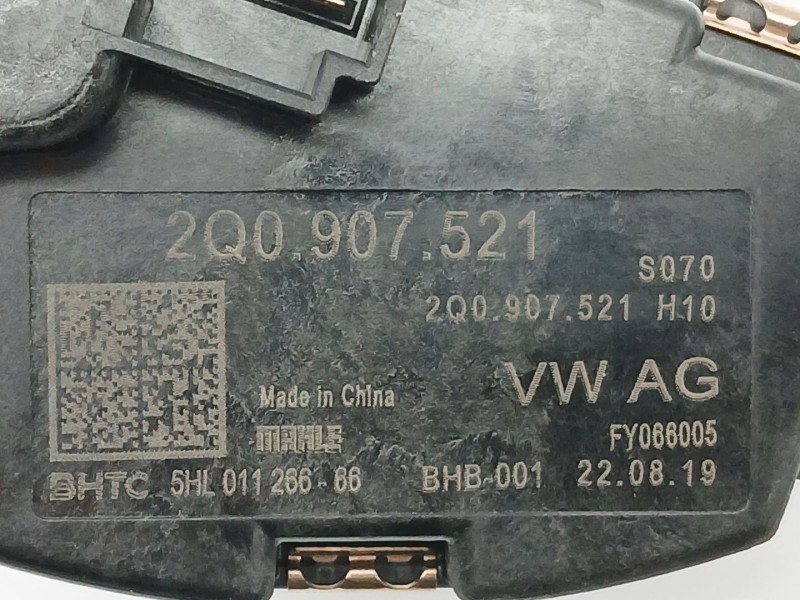 2Q0.907.521
S070
2Q0.907.521 H10
VW AG
Made in China
MAHLE
FY066005
BHTC 5HL 011 266-66 BHB-001 22.08.19